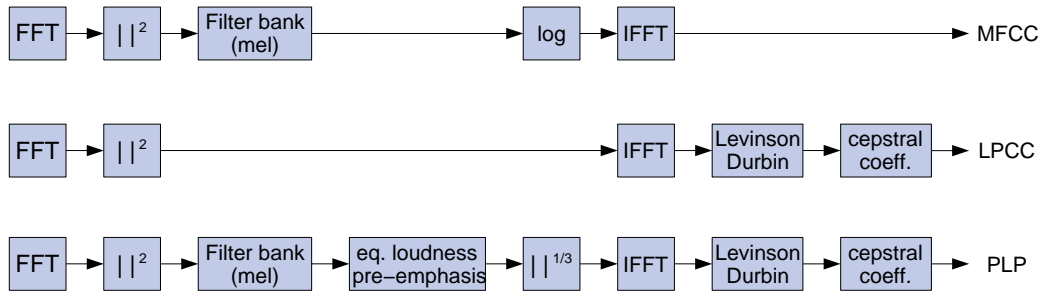 FFT
| |²
Filter bank
(mel)
log
IFFT
MFCC
FFT
| |²
IFFT
Levinson
Durbin
cepstral
coeff.
LPCC
FFT
| |²
Filter bank
(mel)
eq. loudness
pre−emphasis
| |¹/³
IFFT
Levinson
Durbin
cepstral
coeff.
PLP